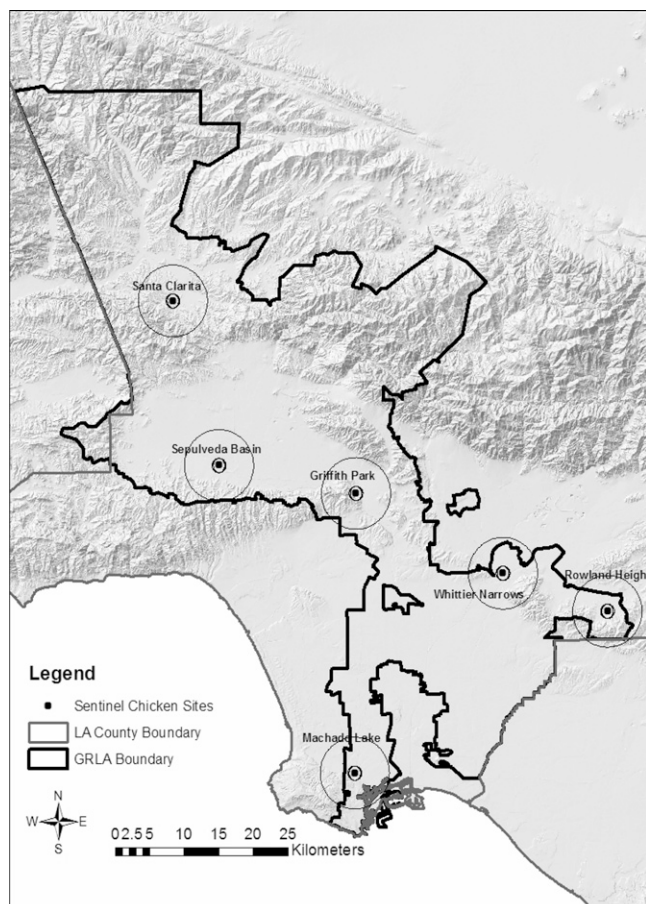 Santa Clarita
Sepulveda Basin
Griffith Park
Whittier Narrows
Rowland Heigh
Machado Lake
Legend
Sentinel Chicken Sites
LA County Boundary
GRLA Boundary
N
W E
S
0 2.5 5 10 15 20 25
Kilometers